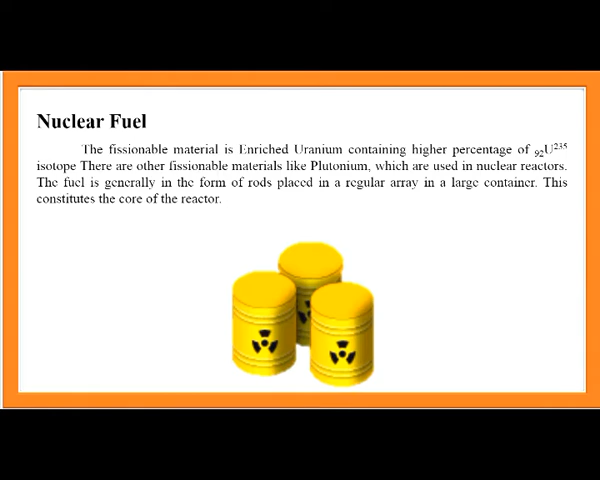 Nuclear Fuel
The fissionable material is Enriched Uranium containing higher percentage of ₉₂U²³⁵
isotope There are other fissionable materials like Plutonium, which are used in nuclear reactors.
The fuel is generally in the form of rods placed in a regular array in a large container. This
constitutes the core of the reactor.